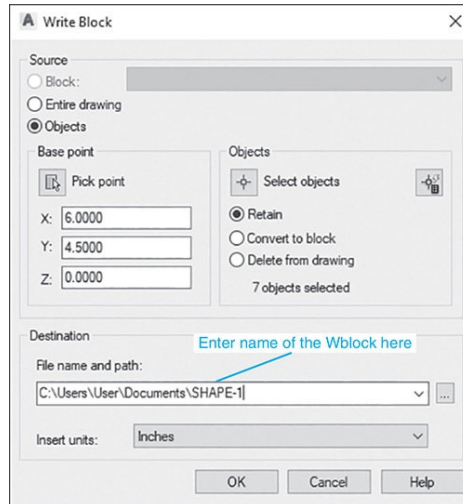 A Write Block
Source
Block:
Entire drawing
Objects
Base point
Pick point
X: 6.0000
Y: 4.5000
Z: 0.0000
Objects
Select objects
Retain
Convert to block
Delete from drawing
7 objects selected
Destination
Enter name of the Wblock here
File name and path:
C:\Users\User\Documents\SHAPE-1
...
Insert units: Inches
OK Cancel Help